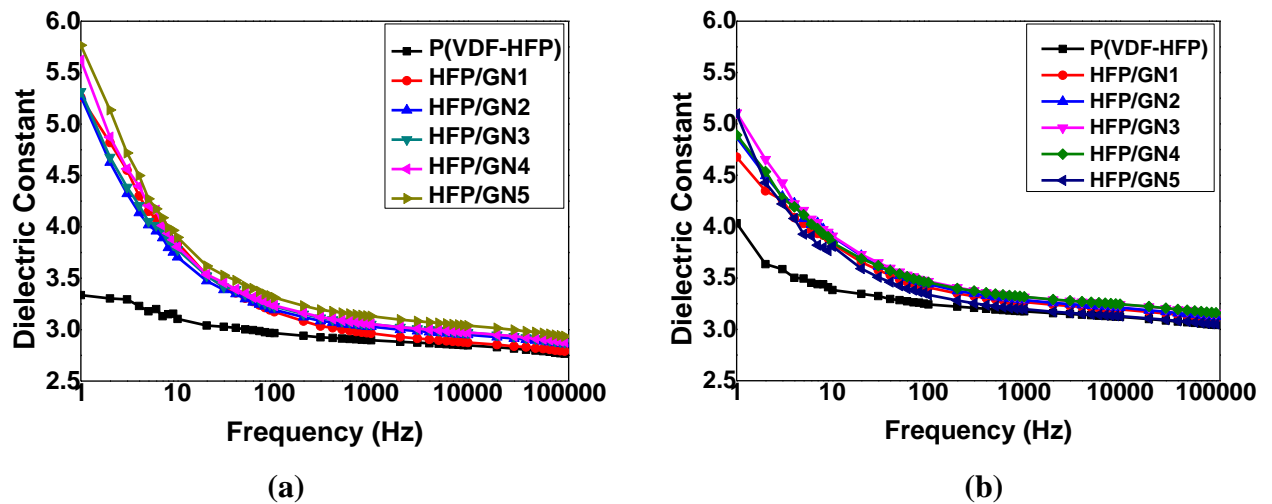 6.0
5.5
5.0
4.5
4.0
3.5
3.0
2.5
1 10 100 1000 10000 100000
Dielectric Constant
Frequency (Hz)
P(VDF-HFP)
HFP/GN1
HFP/GN2
HFP/GN3
HFP/GN4
HFP/GN5
(a)
6.0
5.5
5.0
4.5
4.0
3.5
3.0
2.5
1 10 100 1000 10000 100000
Dielectric Constant
Frequency (Hz)
P(VDF-HFP)
HFP/GN1
HFP/GN2
HFP/GN3
HFP/GN4
HFP/GN5
(b)